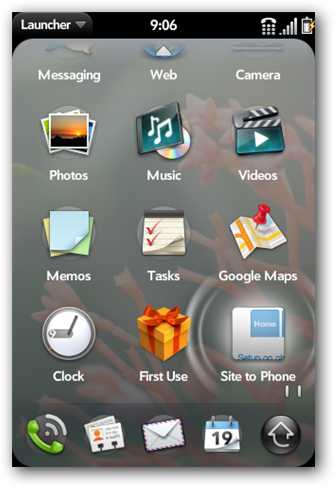 Launcher 9:06
Messaging Web Camera
Photos Music Videos
Memos Tasks Google Maps
Home
Clock First Use Site to Phone
19